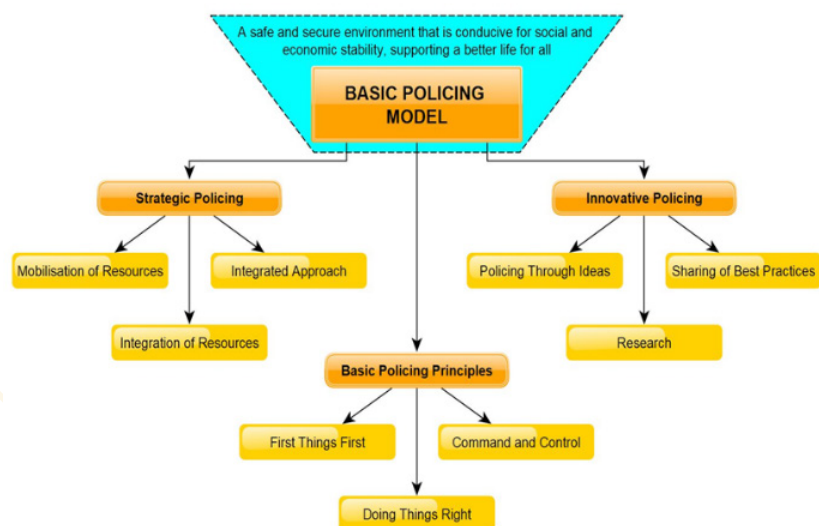 A safe and secure environment that is conducive for social and
economic stability, supporting a better life for all
BASIC POLICING
MODEL
Strategic Policing
Innovative Policing
Mobilisation of Resources
Integrated Approach
Policing Through Ideas
Sharing of Best Practices
Integration of Resources
Research
Basic Policing Principles
First Things First
Command and Control
Doing Things Right